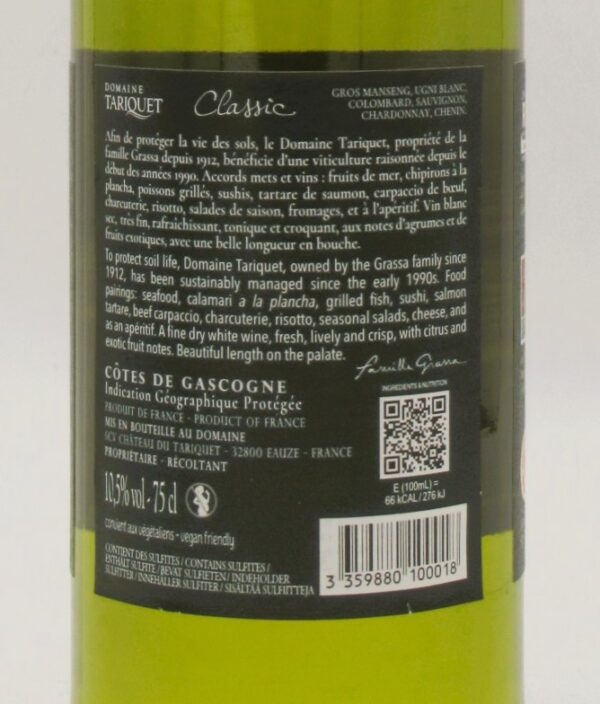 DOMAINE
TARIQUET
Classic
GROS MANSENG, UGNI BLANC,
COLOMBARD, SAUVIGNON,
CHARDONNAY, CHENIN.
Afin de protéger la vie des sols, le Domaine Tariquet, propriété de la
famille Grassa depuis 1912, bénéficie d'une viticulture raisonnée depuis le
début des années 1990. Accords mets et vins : fruits de mer, chipirons à la
plancha, poissons grillés, sushis, tartare de saumon, carpaccio de bœuf,
charcuterie, risotto, salades de saison, fromages, et à l'apéritif. Vin blanc
sec, très fin, rafraichissant, tonique et croquant, aux notes d'agrumes et de
fruits exotiques, avec une belle longueur en bouche.
To protect soil life, Domaine Tariquet, owned by the Grassa family since
1912, has been sustainably managed since the early 1990s. Food
pairings: seafood, calamari a la plancha, grilled fish, sushi, salmon
tartare, beef carpaccio, charcuterie, risotto, seasonal salads, cheese, and
as an apéritif. A fine dry white wine, fresh, lively and crisp, with citrus and
exotic fruit notes. Beautiful length on the palate.
Famille Grassa
CÔTES DE GASCOGNE
Indication Géographique Protégée
PRODUIT DE FRANCE - PRODUCT OF FRANCE
MIS EN BOUTEILLE AU DOMAINE
SCV CHÂTEAU DU TARIQUET - 32800 EAUZE - FRANCE
PROPRIÉTAIRE - RÉCOLTANT
INGREDIENTS & NUTRITION
E (100mL) =
66 kCAL / 276 kJ
10,5% vol - 75 cl
convient aux végétaliens - vegan friendly
CONTIENT DES SULFITES / CONTAINS SULFITES /
ENTHÄLT SULFITE / BEVAT SULFIETEN / INDEHOLDER
SULFITTER / INNEHÅLLER SULFITER / SISÄLTÄÄ SULFIITTEJA
3 359880 100018